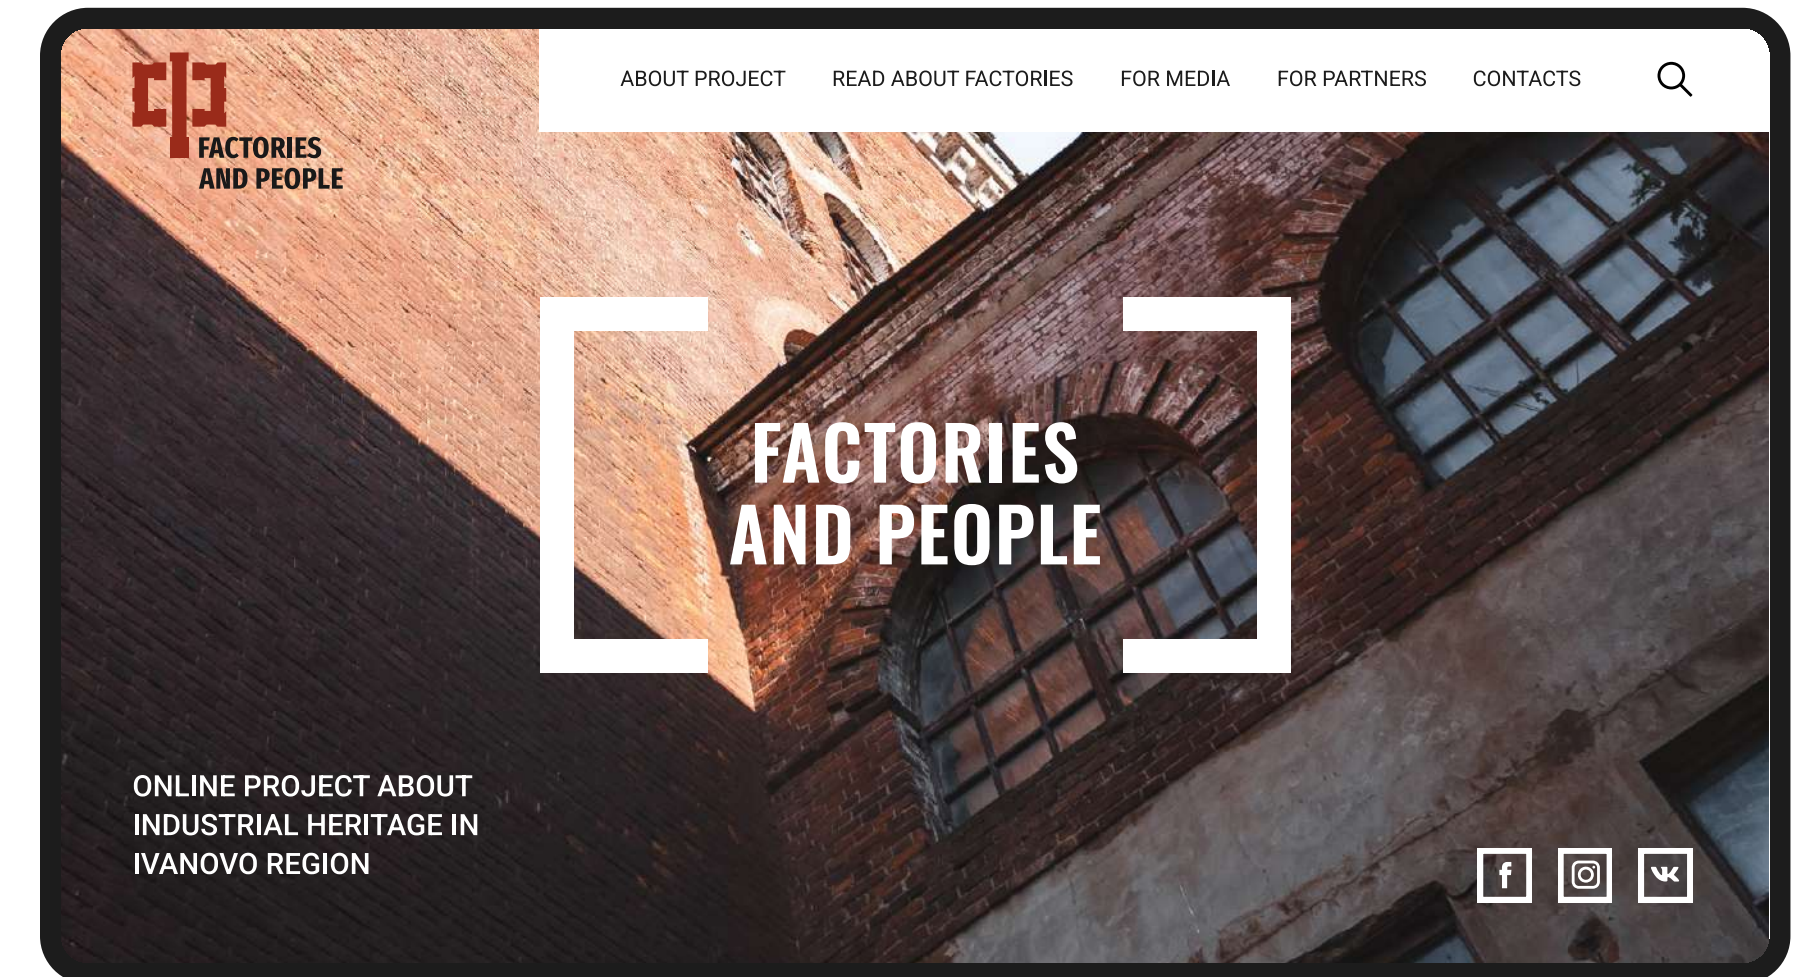 FACTORIES
AND PEOPLE
ABOUT PROJECT READ ABOUT FACTORIES FOR MEDIA FOR PARTNERS CONTACTS
FACTORIES
AND PEOPLE
ONLINE PROJECT ABOUT
INDUSTRIAL HERITAGE IN
IVANOVO REGION